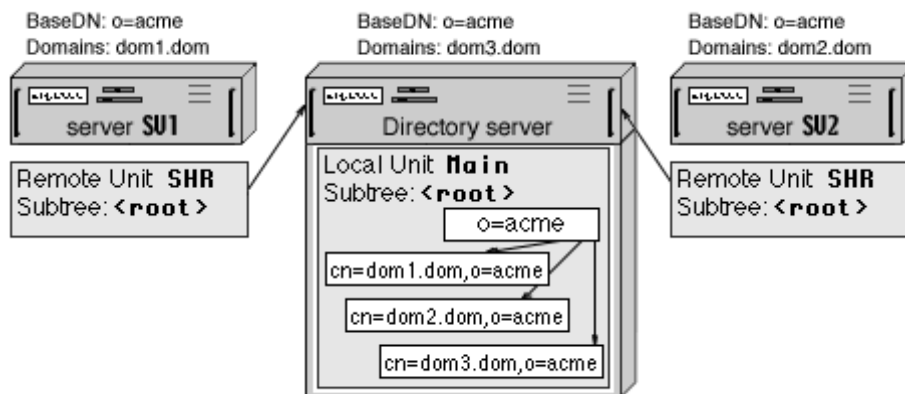 BaseDN: o=acme
Domains: dom1.dom
server SU1
Remote Unit SHR
Subtree: <root>
BaseDN: o=acme
Domains: dom3.dom
Directory server
Local Unit Main
Subtree: <root>
o=acme
cn=dom1.dom,o=acme
cn=dom2.dom,o=acme
cn=dom3.dom,o=acme
BaseDN: o=acme
Domains: dom2.dom
server SU2
Remote Unit SHR
Subtree: <root>